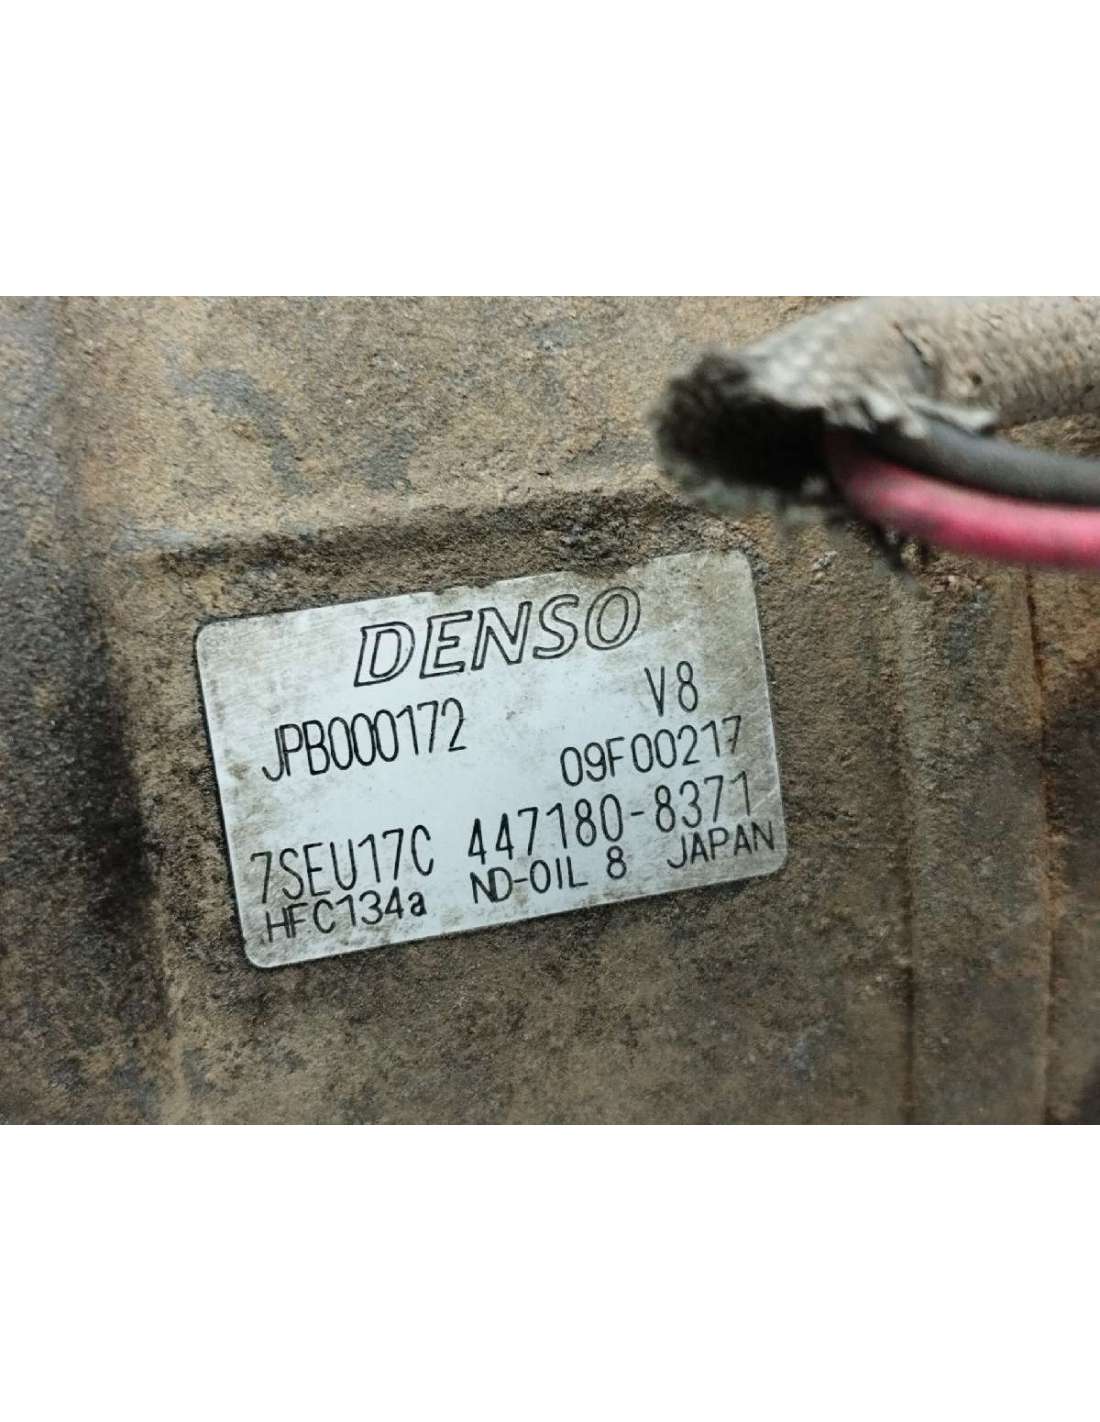 DENSO
JPB000172 V8
09F00217
7SEU17C 447180-8371
HFC134a ND-OIL 8 JAPAN